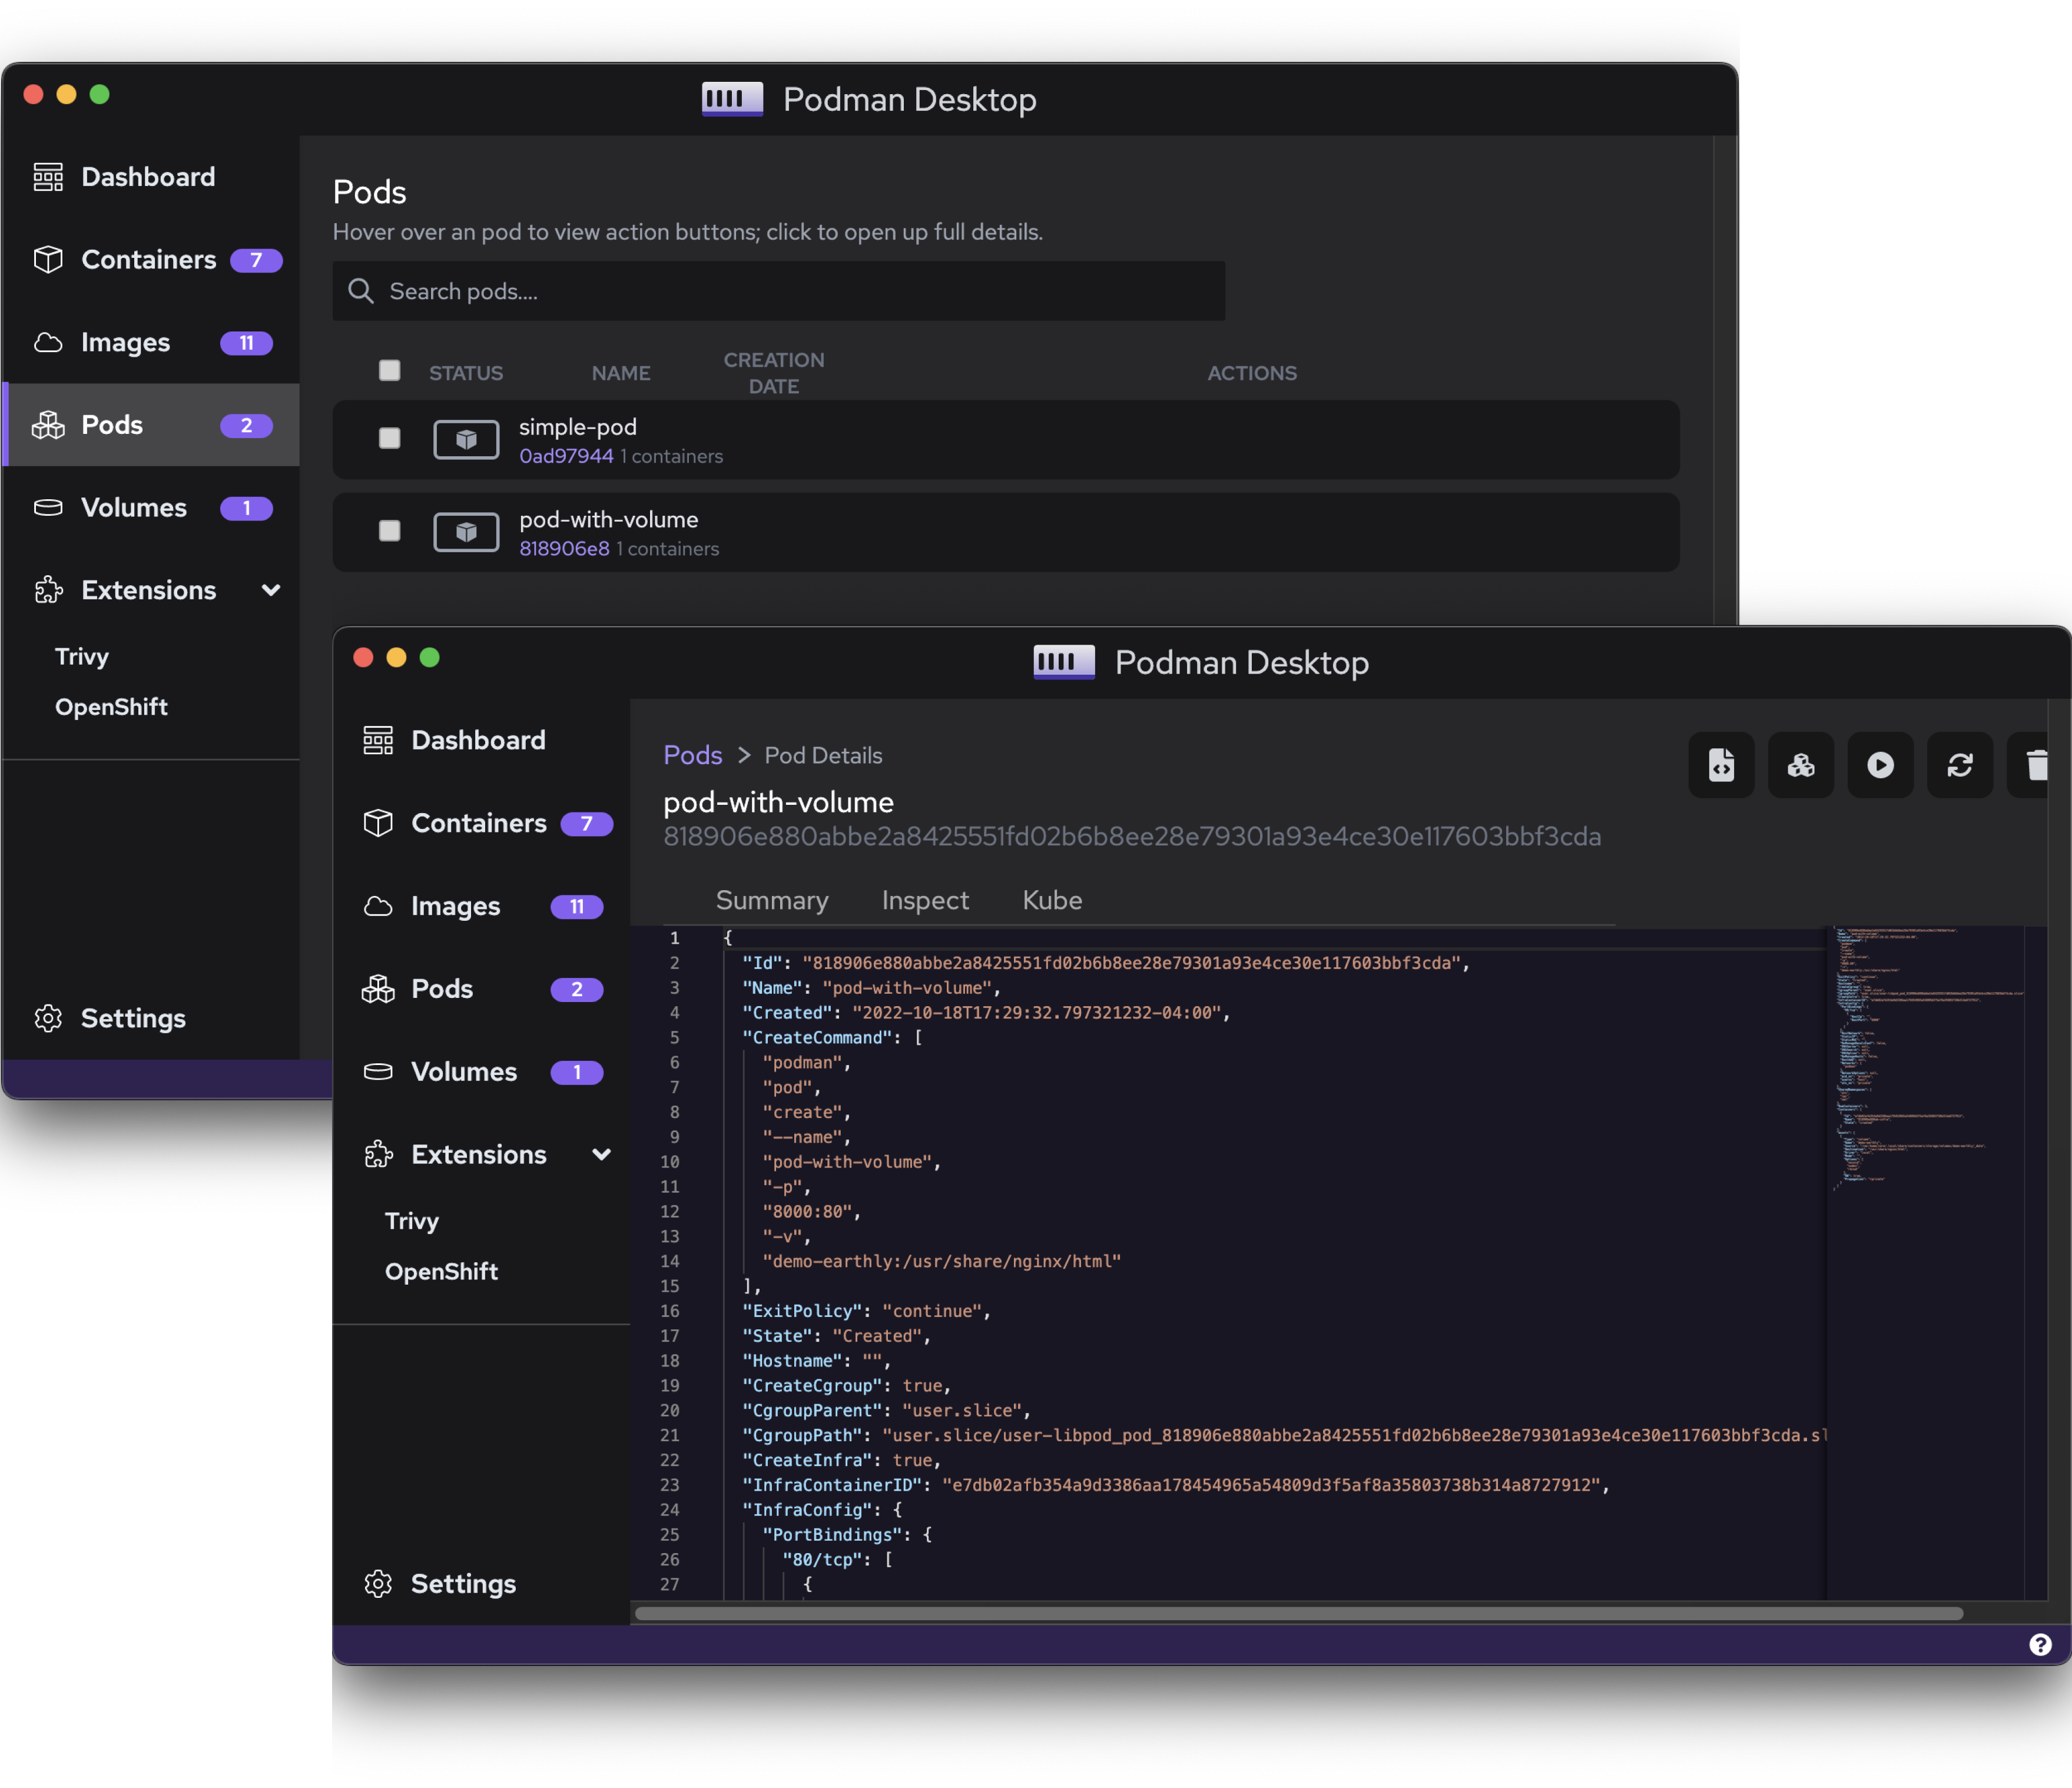 Podman Desktop
Dashboard
Containers 7
Images 11
Pods 2
Volumes 1
Extensions
Trivy
OpenShift
Settings
Pods
Hover over an pod to view action buttons; click to open up full details.
Search pods....
STATUS NAME CREATION DATE ACTIONS
simple-pod
0ad97944 1 containers
pod-with-volume
818906e8 1 containers
Podman Desktop
Dashboard
Containers 7
Images 11
Pods 2
Volumes 1
Extensions
Trivy
OpenShift
Settings
Pods > Pod Details
pod-with-volume
818906e880abbe2a8425551fd02b6b8ee28e79301a93e4ce30e117603bbf3cda
Summary Inspect Kube
1 {
2 "Id": "818906e880abbe2a8425551fd02b6b8ee28e79301a93e4ce30e117603bbf3cda",
3 "Name": "pod-with-volume",
4 "Created": "2022-10-18T17:29:32.797321232-04:00",
5 "CreateCommand": [
6 "podman",
7 "pod",
8 "create",
9 "--name",
10 "pod-with-volume",
11 "-p",
12 "8000:80",
13 "-v",
14 "demo-earthly:/usr/share/nginx/html"
15 ],
16 "ExitPolicy": "continue",
17 "State": "Created",
18 "Hostname": "",
19 "CreateCgroup": true,
20 "CgroupParent": "user.slice",
21 "CgroupPath": "user.slice/user-libpod_pod_818906e880abbe2a8425551fd02b6b8ee28e79301a93e4ce30e117603bbf3cda.sl
22 "CreateInfra": true,
23 "InfraContainerID": "e7db02afb354a9d3386aa178454965a54809d3f5af8a35803738b314a8727912",
24 "InfraConfig": {
25 "PortBindings": {
26 "80/tcp": [
27 {